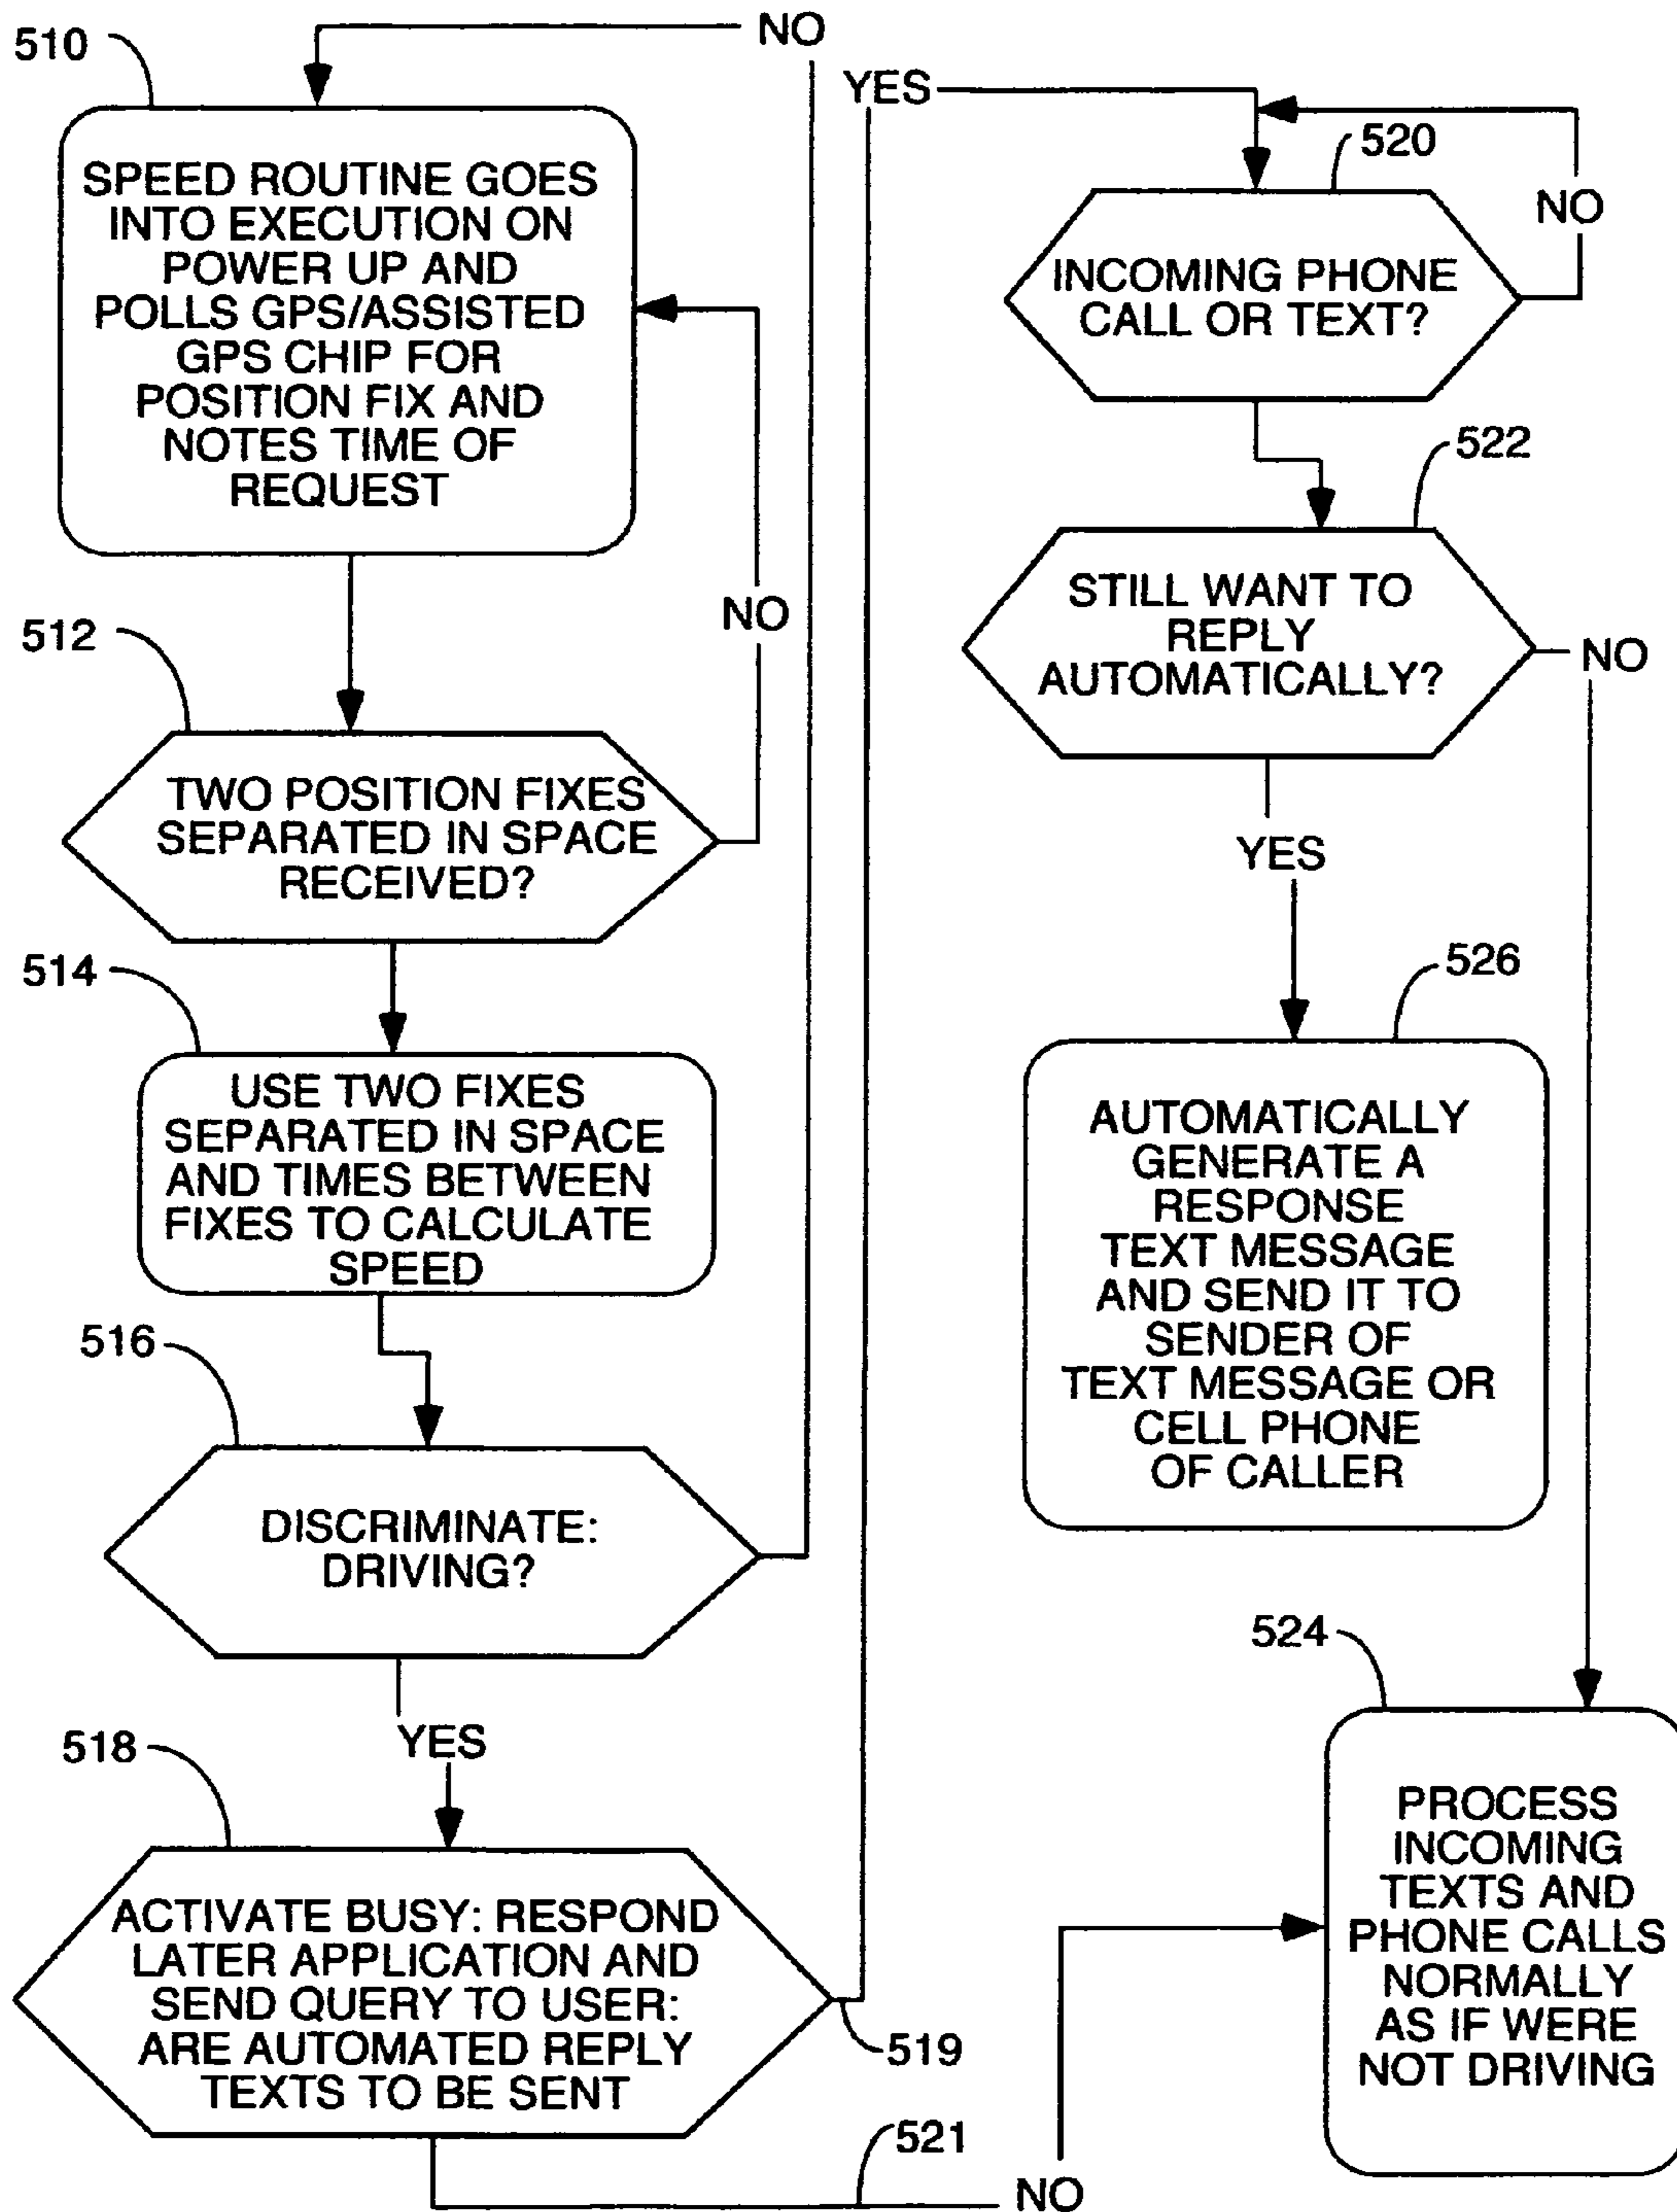 NO
510
SPEED ROUTINE GOES
INTO EXECUTION ON
POWER UP AND
POLLS GPS/ASSISTED
GPS CHIP FOR
POSITION FIX AND
NOTES TIME OF
REQUEST
NO
512
TWO POSITION FIXES
SEPARATED IN SPACE
RECEIVED?
514
USE TWO FIXES
SEPARATED IN SPACE
AND TIMES BETWEEN
FIXES TO CALCULATE
SPEED
516
DISCRIMINATE:
DRIVING?
YES
518
ACTIVATE BUSY: RESPOND
LATER APPLICATION AND
SEND QUERY TO USER:
ARE AUTOMATED REPLY
TEXTS TO BE SENT
519
521
NO
YES
520
NO
INCOMING PHONE
CALL OR TEXT?
522
STILL WANT TO
REPLY
AUTOMATICALLY?
NO
YES
526
AUTOMATICALLY
GENERATE A
RESPONSE
TEXT MESSAGE
AND SEND IT TO
SENDER OF
TEXT MESSAGE OR
CELL PHONE
OF CALLER
524
PROCESS
INCOMING
TEXTS AND
PHONE CALLS
NORMALLY
AS IF WERE
NOT DRIVING